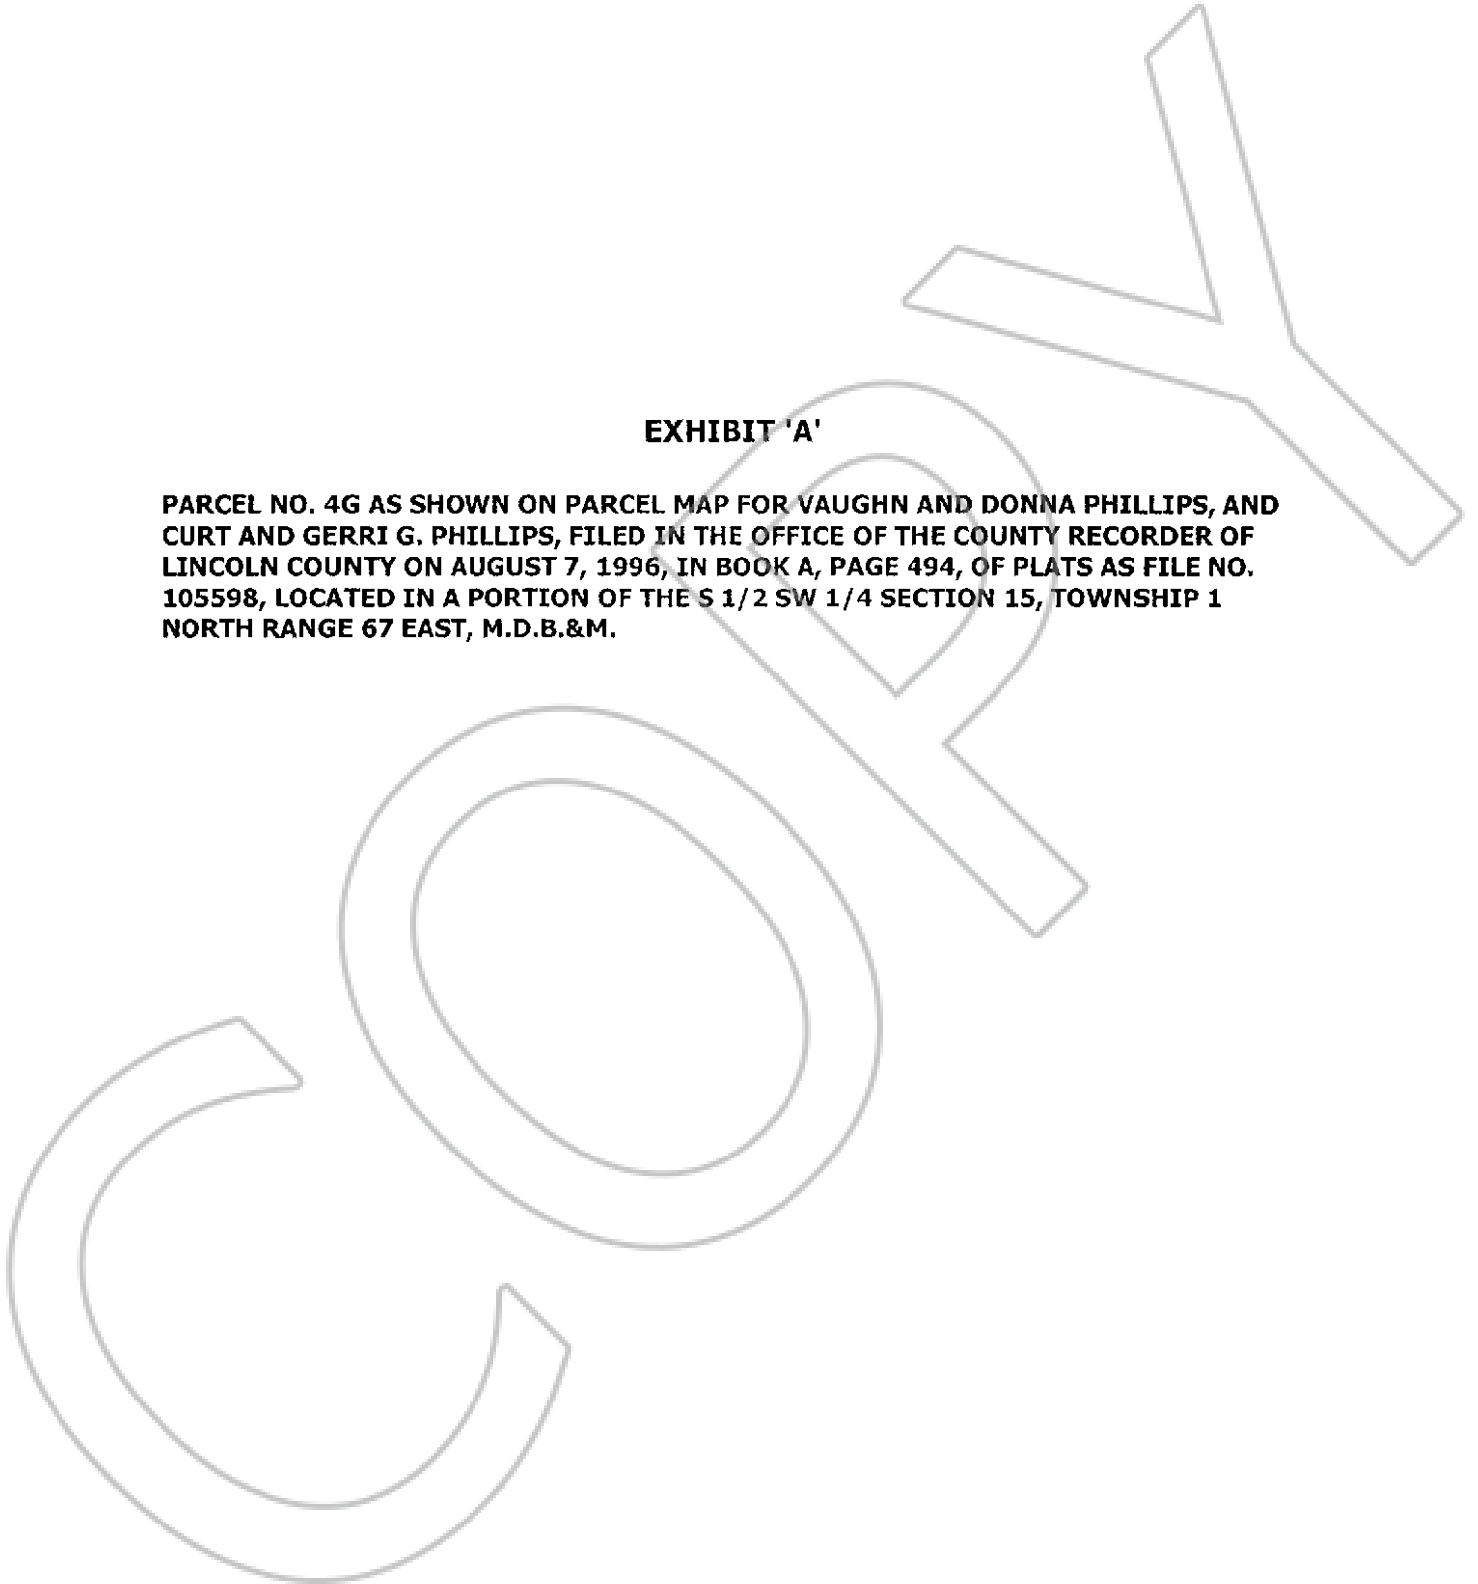 EXHIBIT 'A'
PARCEL NO. 4G AS SHOWN ON PARCEL MAP FOR VAUGHN AND DONNA PHILLIPS, AND
CURT AND GERRI G. PHILLIPS, FILED IN THE OFFICE OF THE COUNTY RECORDER OF
LINCOLN COUNTY ON AUGUST 7, 1996, IN BOOK A, PAGE 494, OF PLATS AS FILE NO.
105598, LOCATED IN A PORTION OF THE S 1/2 SW 1/4 SECTION 15, TOWNSHIP 1
NORTH RANGE 67 EAST, M.D.B.&M.
COPY